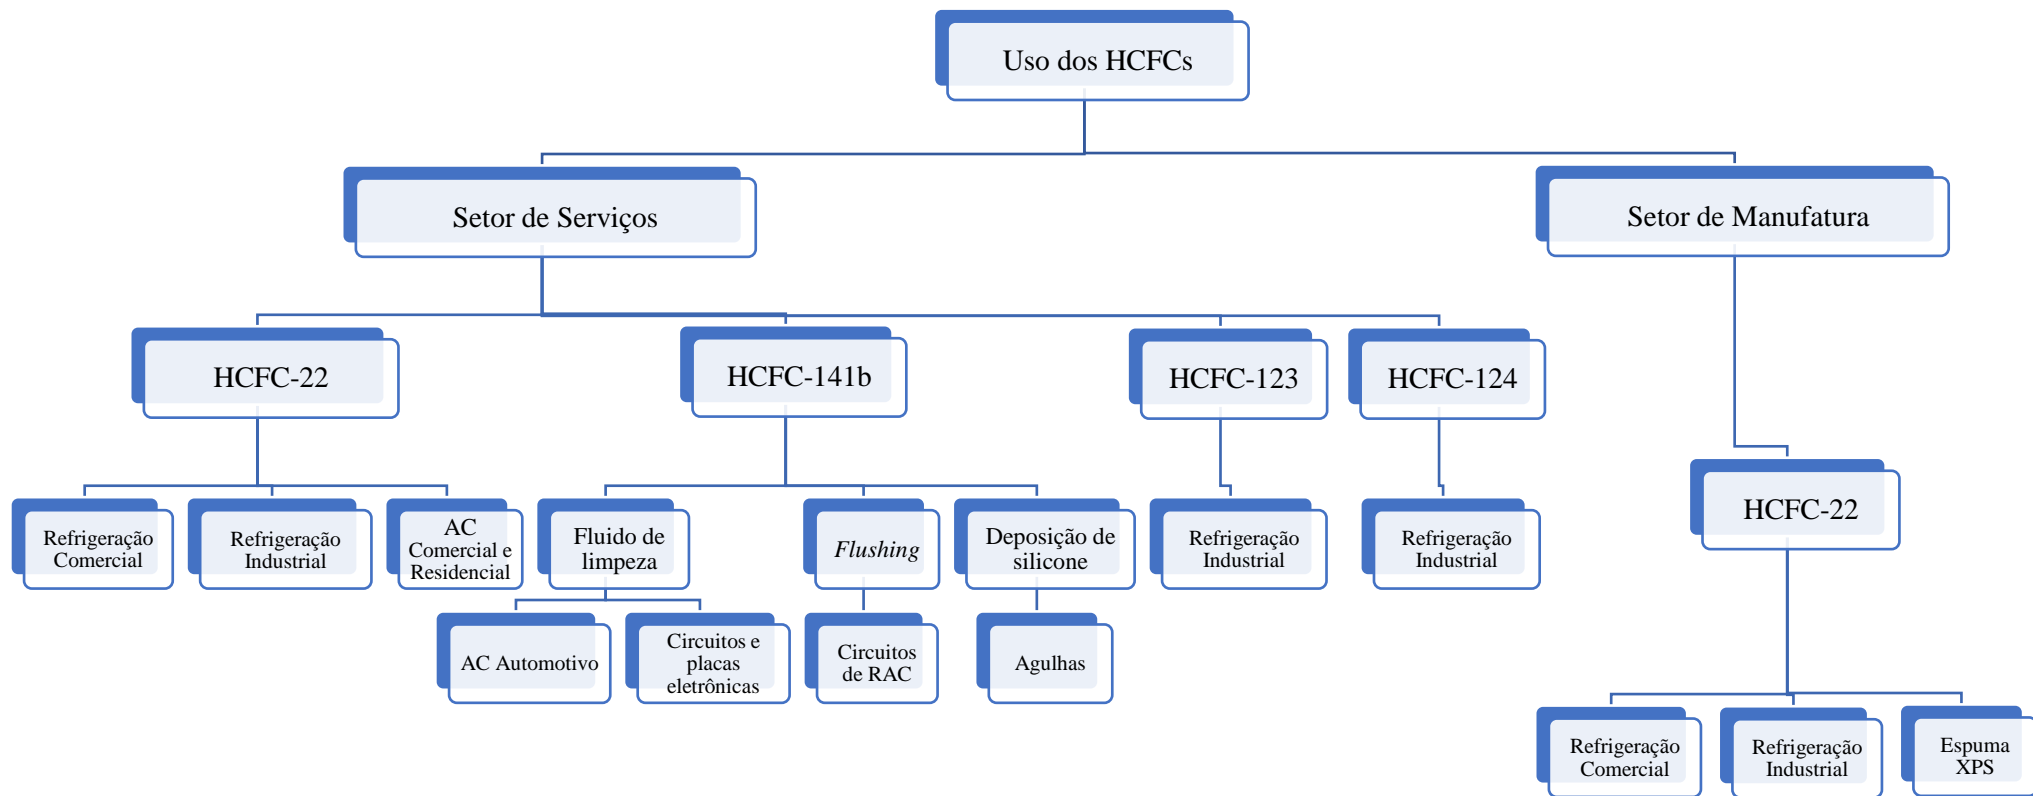 Uso dos HCFCs
Setor de Serviços
Setor de Manufatura
HCFC-22
HCFC-141b
HCFC-123
HCFC-124
HCFC-22
Refrigeração
Comercial
Refrigeração
Industrial
AC
Comercial e
Residencial
Fluido de
limpeza
Flushing
Deposição de
silicone
Refrigeração
Industrial
Refrigeração
Industrial
AC Automotivo
Circuitos e
placas
eletrônicas
Circuitos
de RAC
Agulhas
Refrigeração
Comercial
Refrigeração
Industrial
Espuma
XPS